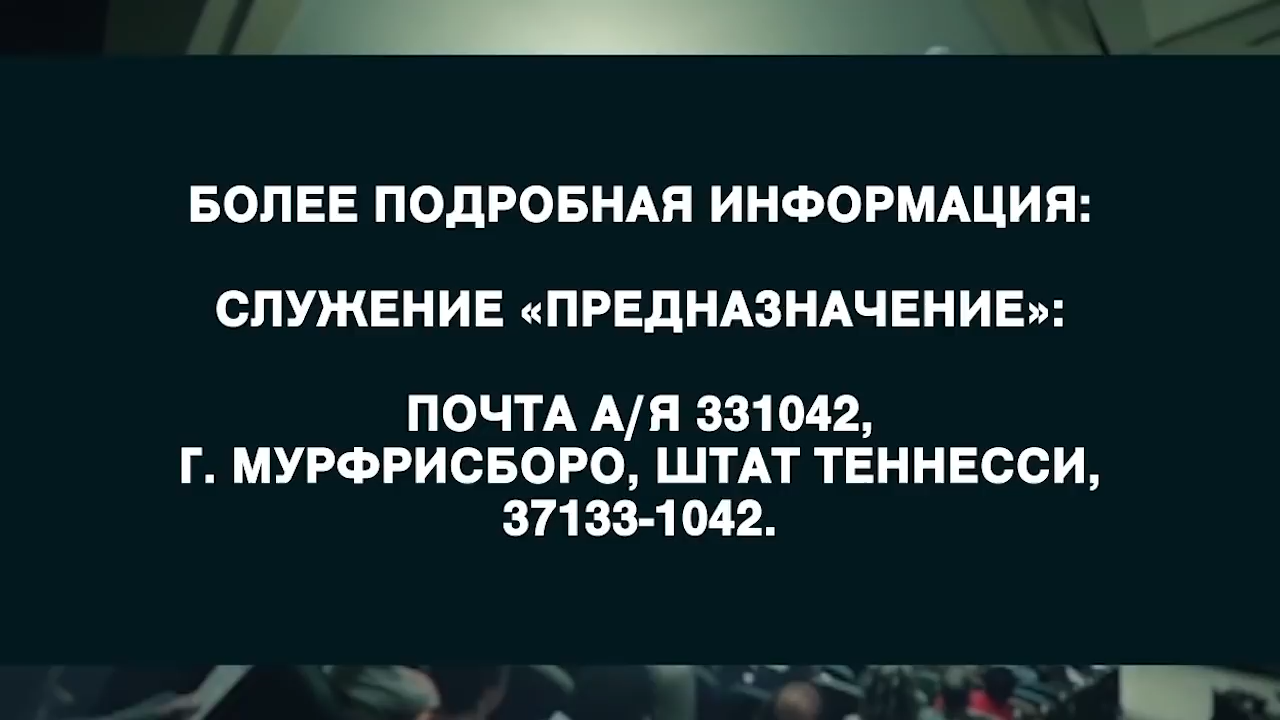 БОЛЕЕ ПОДРОБНАЯ ИНФОРМАЦИЯ:
СЛУЖЕНИЕ «ПРЕДНАЗНАЧЕНИЕ»:
ПОЧТА А/Я 331042,
Г. МУРФРИСБОРО, ШТАТ ТЕННЕССИ,
37133-1042.